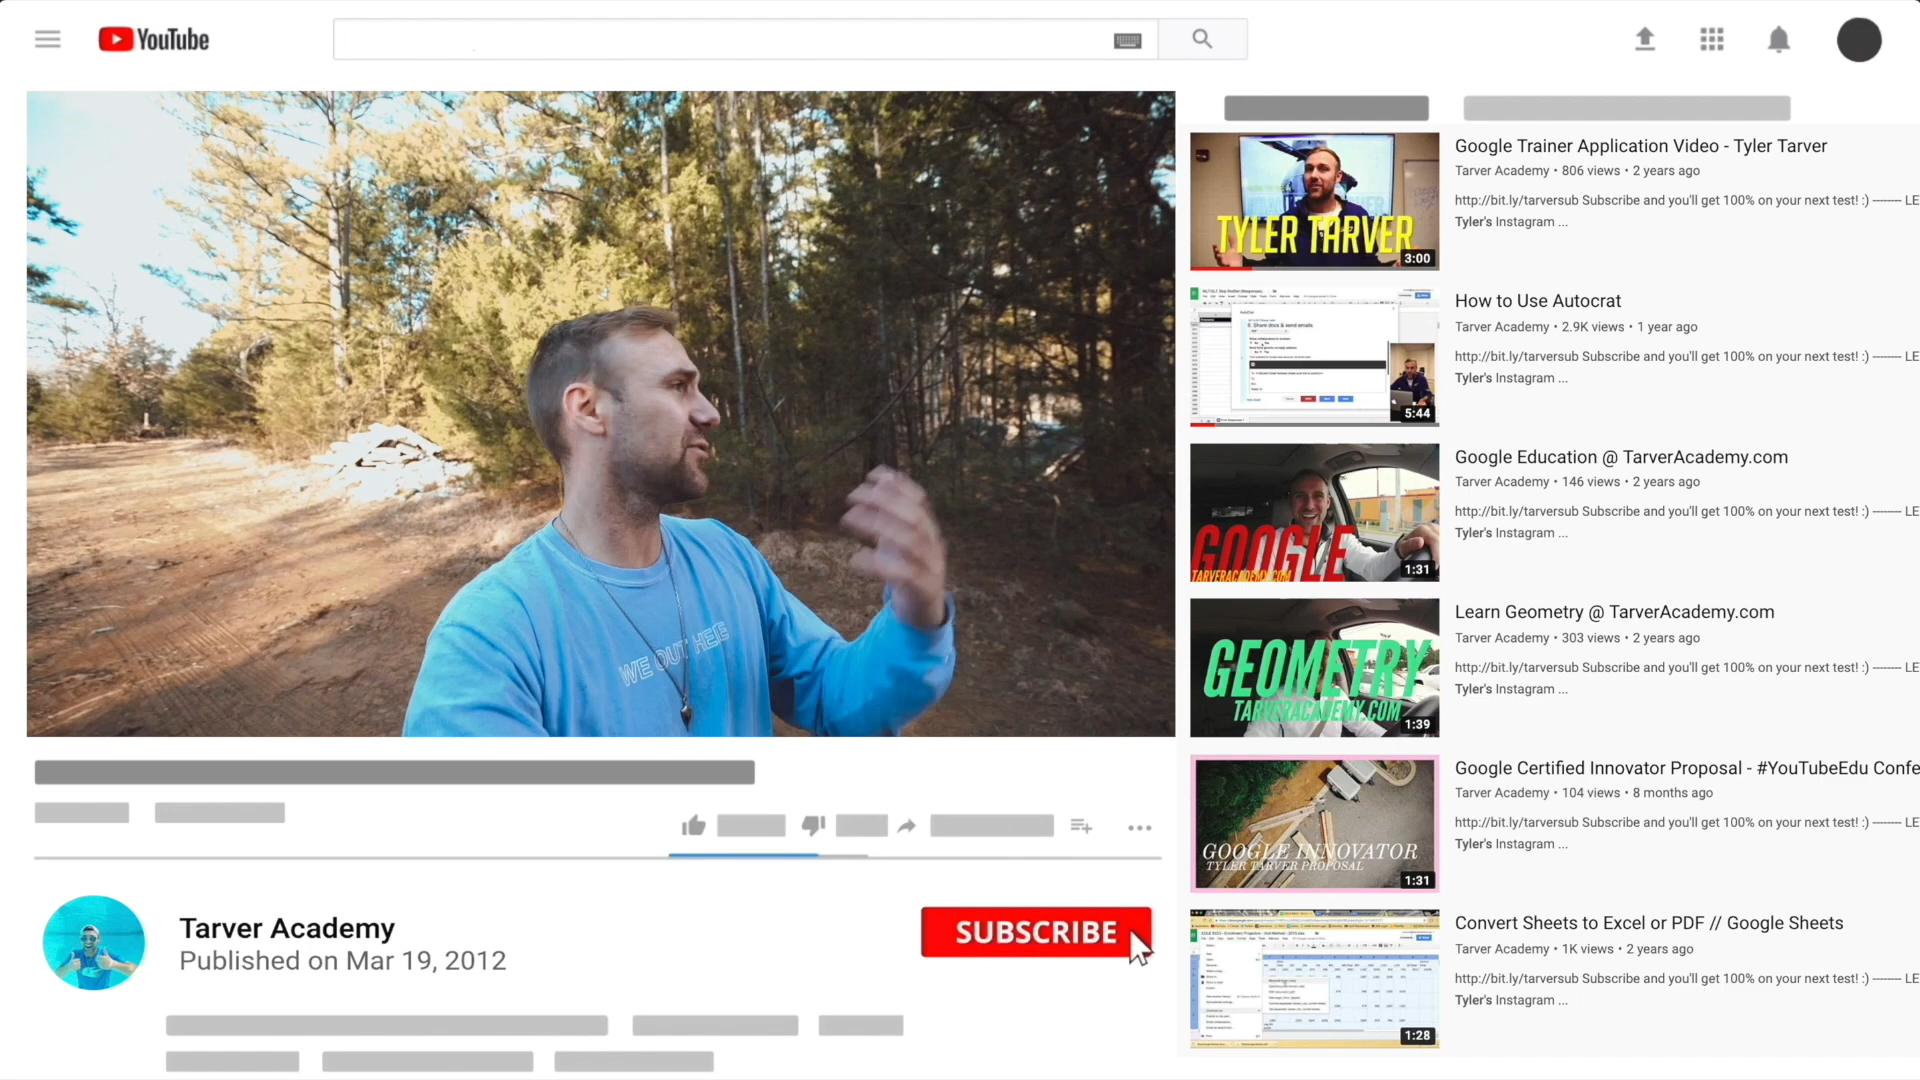 YouTube
WE OUT HERE
Tarver Academy
Published on Mar 19, 2012
SUBSCRIBE
TYLER TARVER
3:00
Google Trainer Application Video - Tyler Tarver
Tarver Academy • 806 views • 2 years ago
http://bit.ly/tarversub Subscribe and you'll get 100% on your next test! :) -------- LE
Tyler's Instagram ...
8. Share docs & send emails
5:44
How to Use Autocrat
Tarver Academy • 2.9K views • 1 year ago
http://bit.ly/tarversub Subscribe and you'll get 100% on your next test! :) -------- LE
Tyler's Instagram ...
GOOGLE
TARVERACADEMY.COM
1:31
Google Education @ TarverAcademy.com
Tarver Academy • 146 views • 2 years ago
http://bit.ly/tarversub Subscribe and you'll get 100% on your next test! :) -------- LE
Tyler's Instagram ...
GEOMETRY
TARVERACADEMY.COM
1:39
Learn Geometry @ TarverAcademy.com
Tarver Academy • 303 views • 2 years ago
http://bit.ly/tarversub Subscribe and you'll get 100% on your next test! :) -------- LE
Tyler's Instagram ...
GOOGLE INNOVATOR
TYLER TARVER PROPOSAL
1:31
Google Certified Innovator Proposal - #YouTubeEdu Confe
Tarver Academy • 104 views • 8 months ago
http://bit.ly/tarversub Subscribe and you'll get 100% on your next test! :) -------- LE
Tyler's Instagram ...
1:28
Convert Sheets to Excel or PDF // Google Sheets
Tarver Academy • 1K views • 2 years ago
http://bit.ly/tarversub Subscribe and you'll get 100% on your next test! :) -------- LE
Tyler's Instagram ...